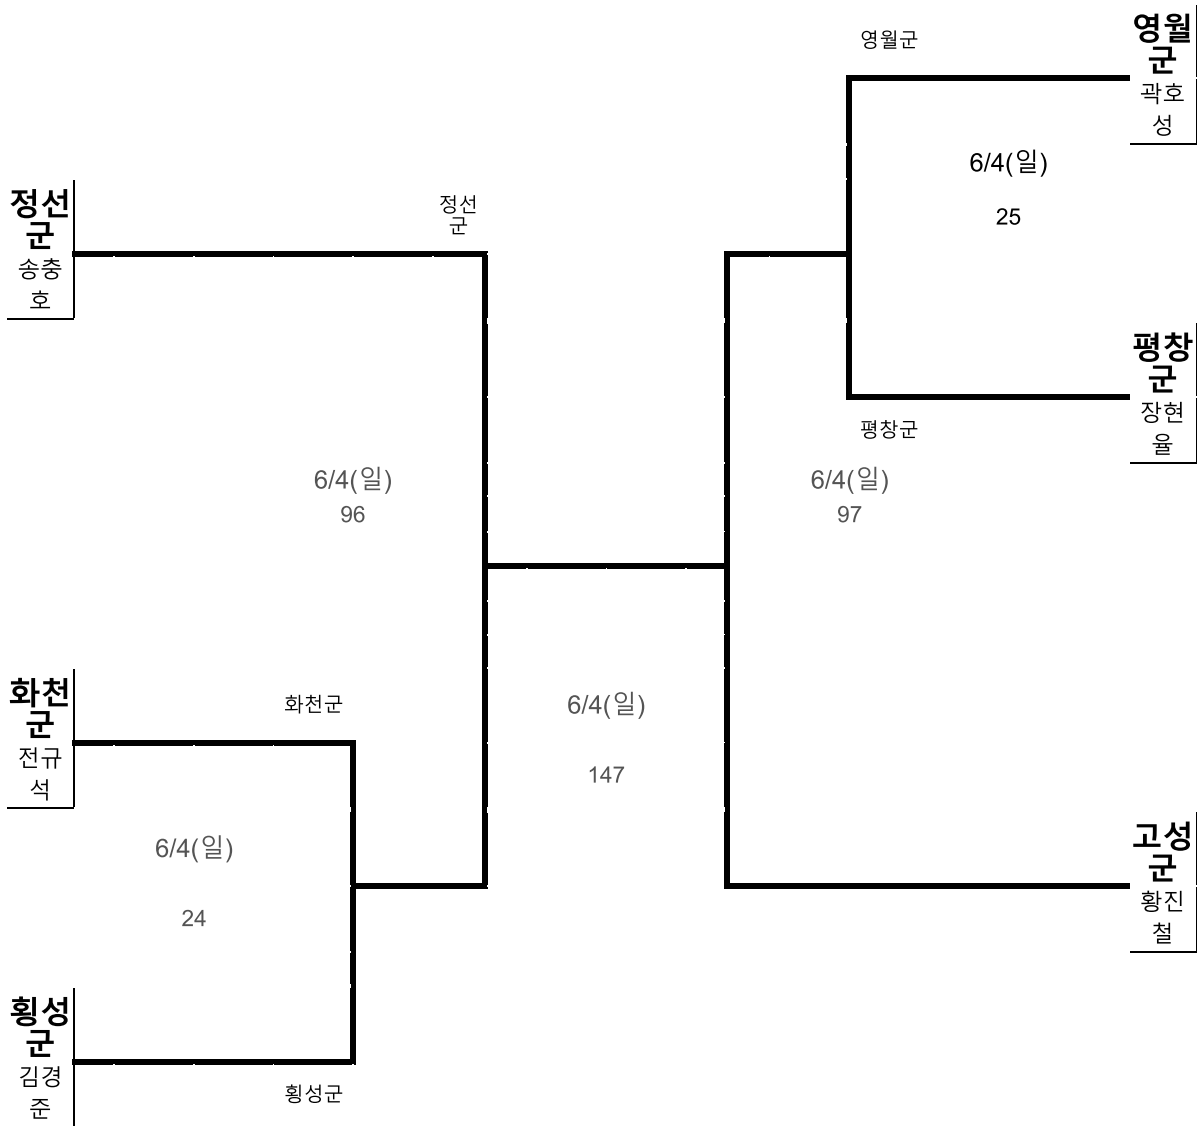 영월군
영월
군
곽호
성
6/4(일)
25
정선
군
송충
호
정선
군
평창
군
장현
율
평창군
6/4(일)
96
6/4(일)
97
화천
군
전규
석
화천군
6/4(일)
147
6/4(일)
24
고성
군
황진
철
횡성
군
김경
준
횡성군